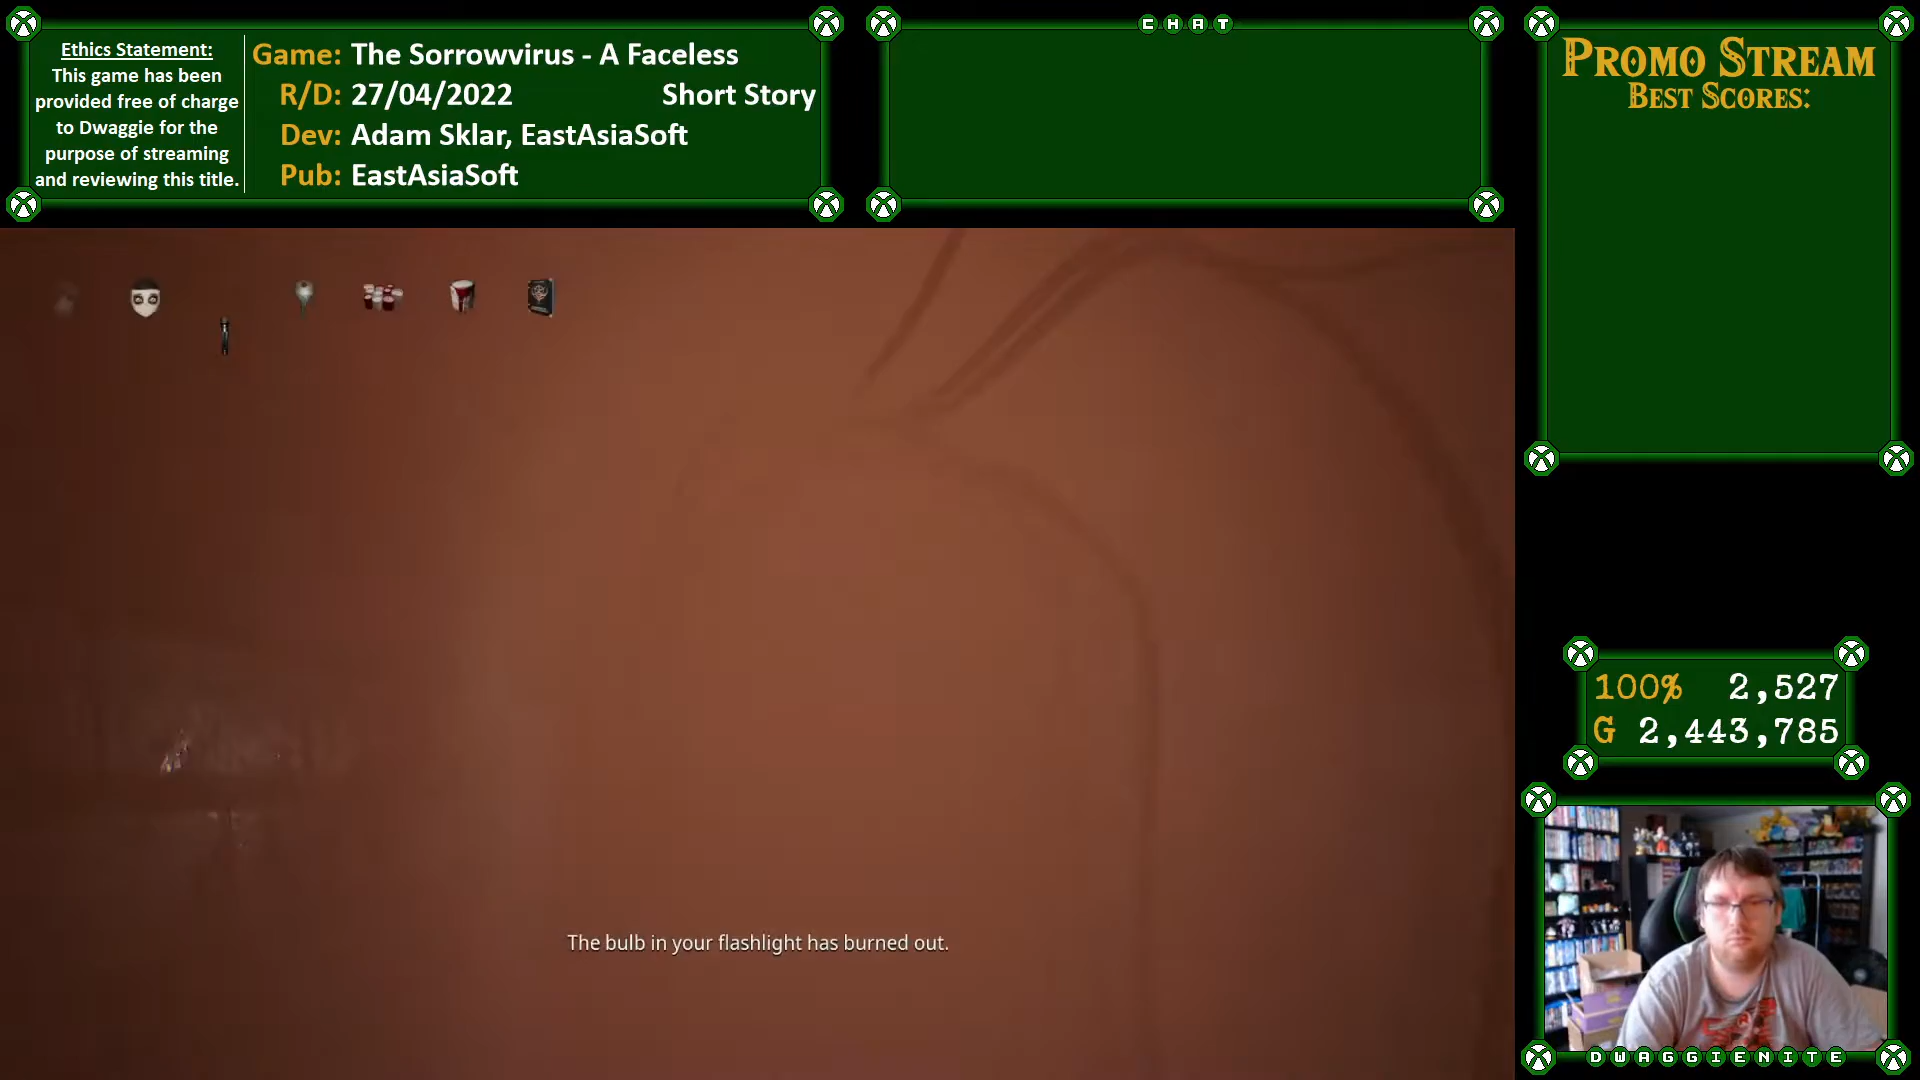 Ethics Statement:
This game has been
provided free of charge
to Dwaggie for the
purpose of streaming
and reviewing this title.
Game: The Sorrowvirus - A Faceless
R/D: 27/04/2022 Short Story
Dev: Adam Sklar, EastAsiaSoft
Pub: EastAsiaSoft
CHAT
Promo Stream
Best Scores:
The bulb in your flashlight has burned out.
100% 2,527
G 2,443,785
DWAGGIENITE